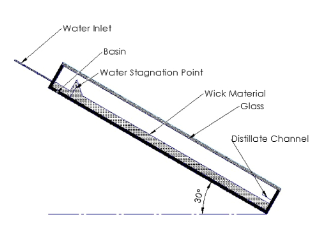 Water Inlet
Basin
Water Stagnation Point
Wick Material
Glass
Distillate Channel
30°